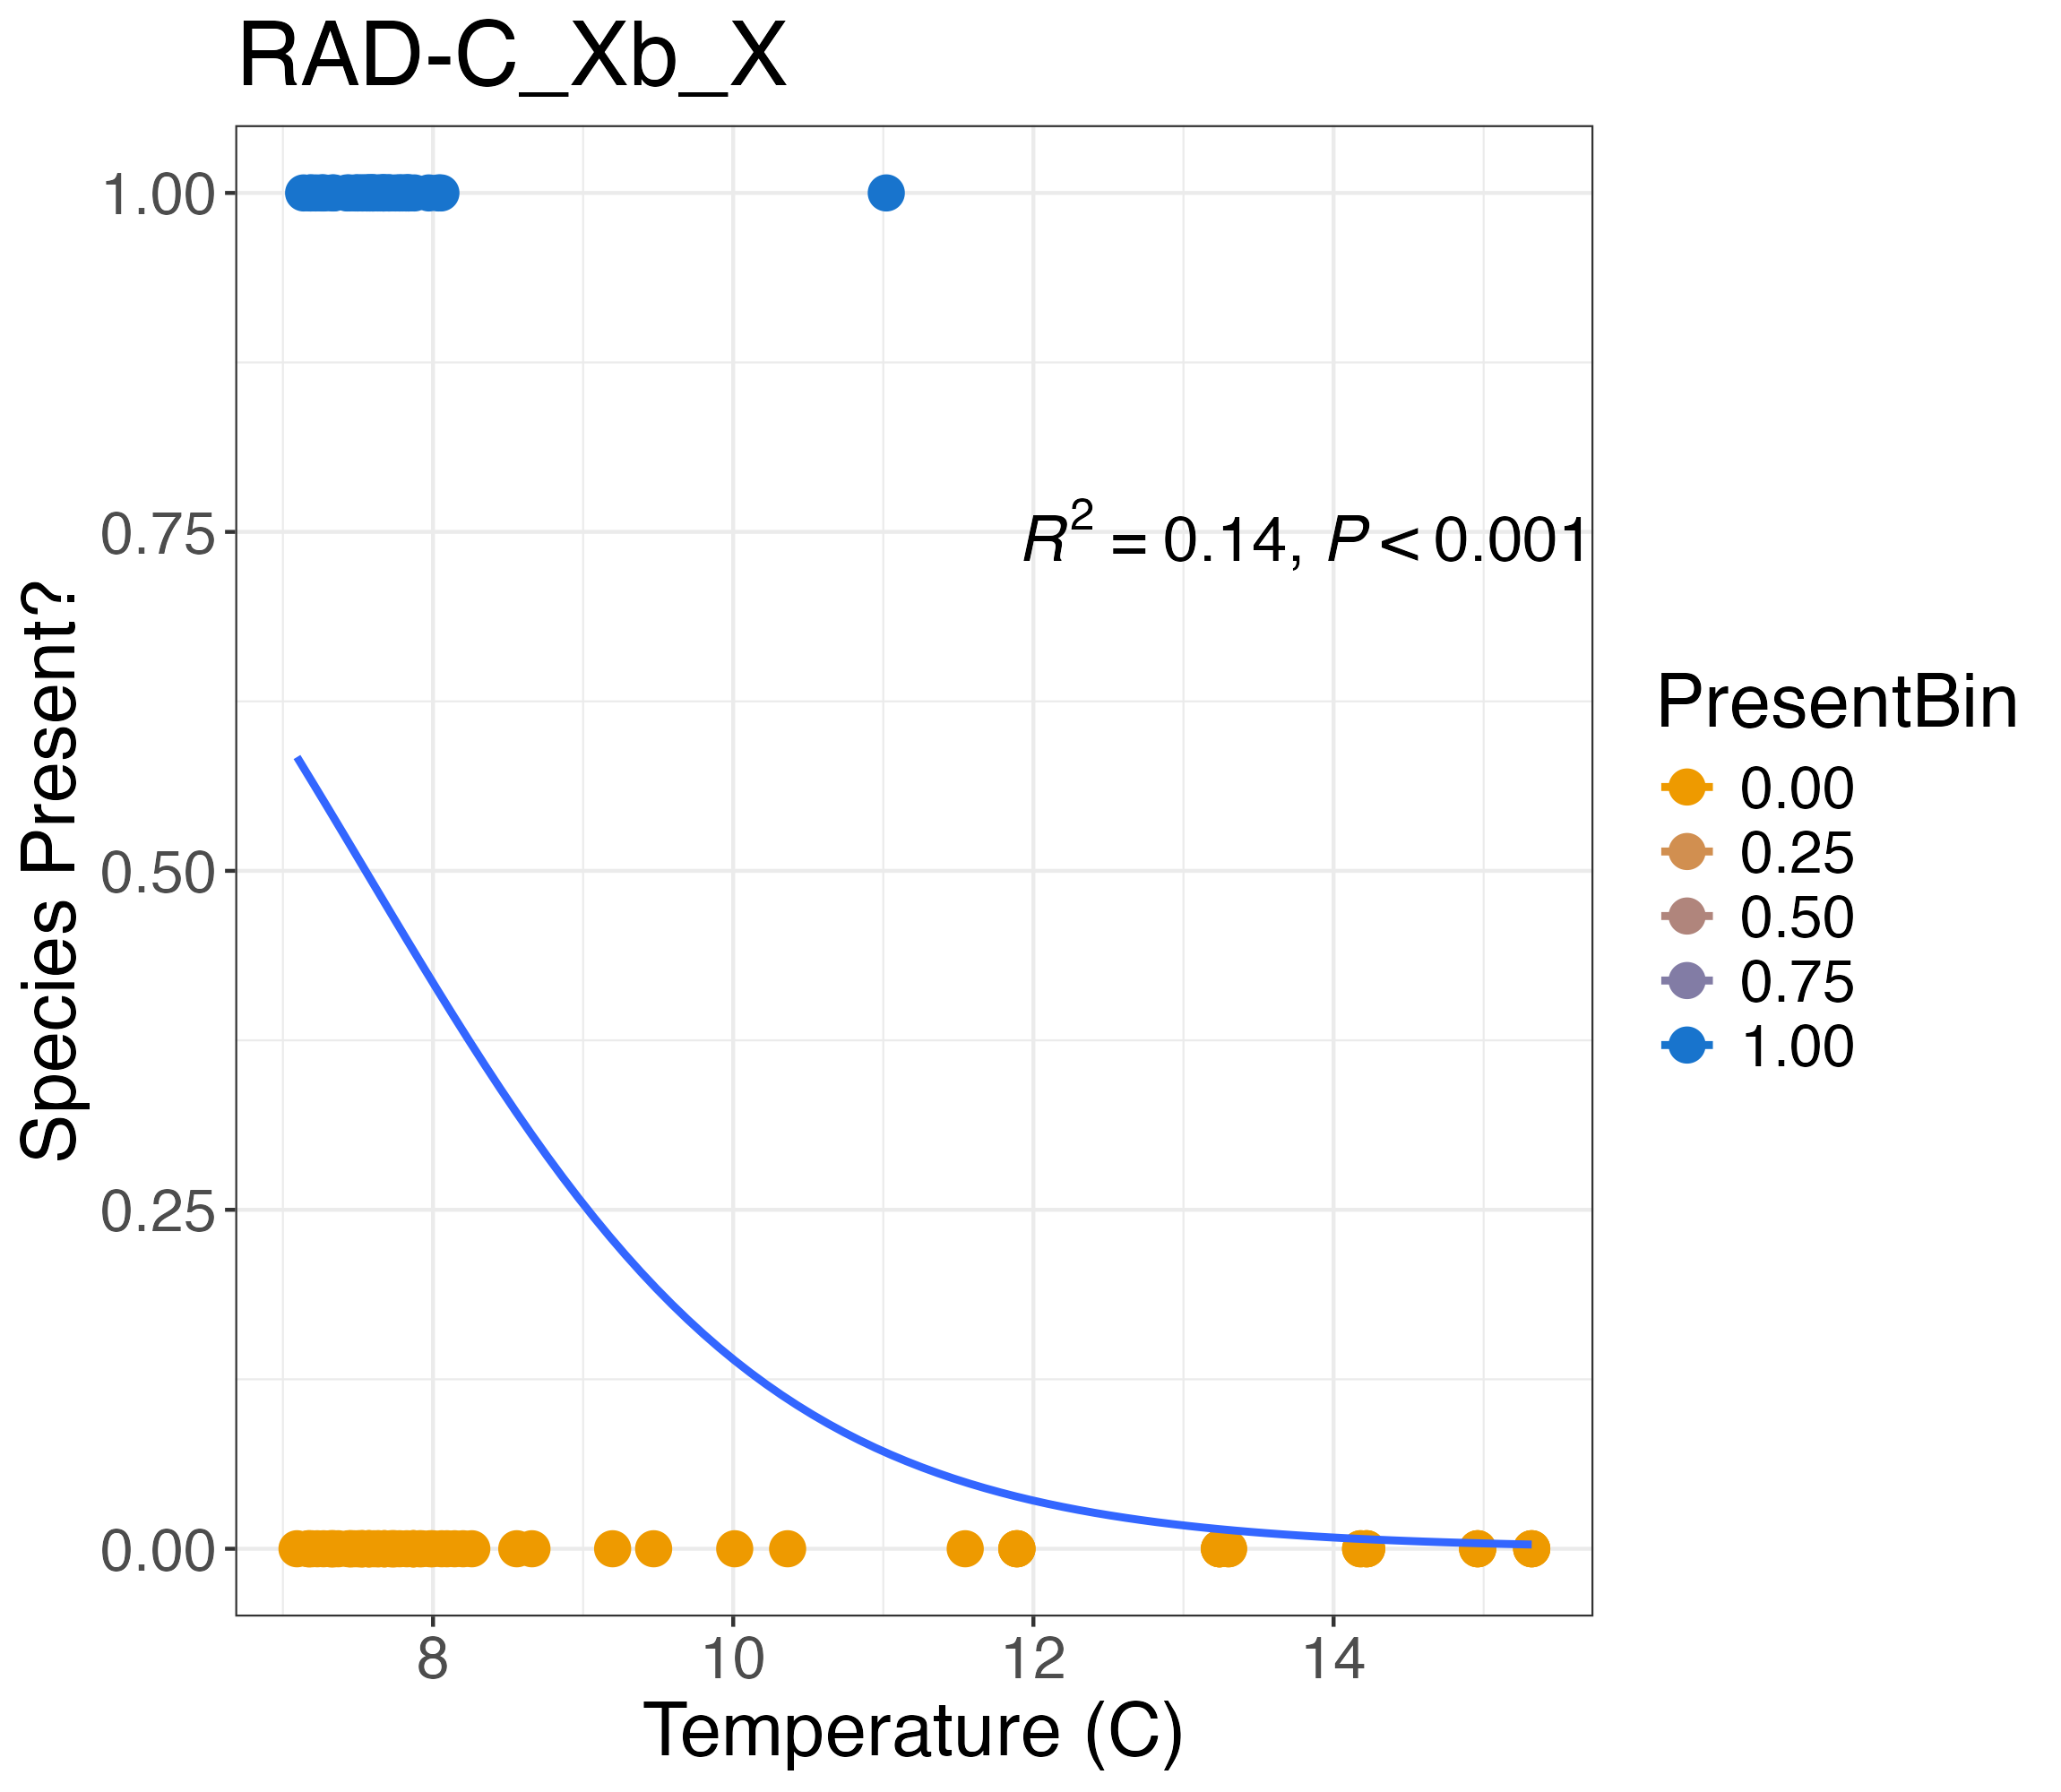 RAD-C_Xb_X
1.00
0.75
0.50
0.25
0.00
Species Present?
R² = 0.14, P < 0.001
8 10 12 14
Temperature (C)
PresentBin
0.00
0.25
0.50
0.75
1.00